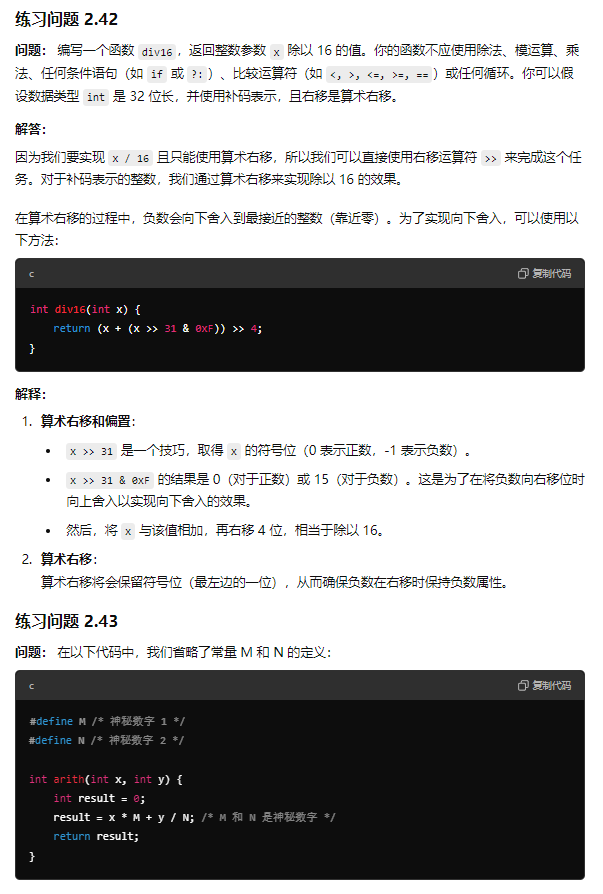 练习问题 2.42
问题： 编写一个函数 div16，返回整数参数 x 除以 16 的值。你的函数不应使用除法、模运算、乘
法、任何条件语句（如 if 或 ?:）、比较运算符（如 <, >, <=, >=, ==）或任何循环。你可以假
设数据类型 int 是 32 位长，并使用补码表示，且右移是算术右移。
解答：
因为我们要实现 x / 16 且只能使用算术右移，所以我们可以直接使用右移运算符 >> 来完成这个任
务。对于补码表示的整数，我们通过算术右移来实现除以 16 的效果。
在算术右移的过程中，负数会向下舍入到最接近的整数（靠近零）。为了实现向下舍入，可以使用以
下方法：
c 复制代码
int div16(int x) {
    return (x + (x >> 31 & 0xF)) >> 4;
}
解释：
1. 算术右移和偏置：
• x >> 31 是一个技巧，取得 x 的符号位（0 表示正数，-1 表示负数）。
• x >> 31 & 0xF 的结果是 0（对于正数）或 15（对于负数）。这是为了在将负数向右移位时
向上舍入以实现向下舍入的效果。
• 然后，将 x 与该值相加，再右移 4 位，相当于除以 16。
2. 算术右移：
算术右移将会保留符号位（最左边的一位），从而确保负数在右移时保持负数属性。
练习问题 2.43
问题： 在以下代码中，我们省略了常量 M 和 N 的定义：
c 复制代码
#define M /* 神秘数字 1 */
#define N /* 神秘数字 2 */
int arith(int x, int y) {
    int result = 0;
    result = x * M + y / N; /* M 和 N 是神秘数字 */
    return result;
}